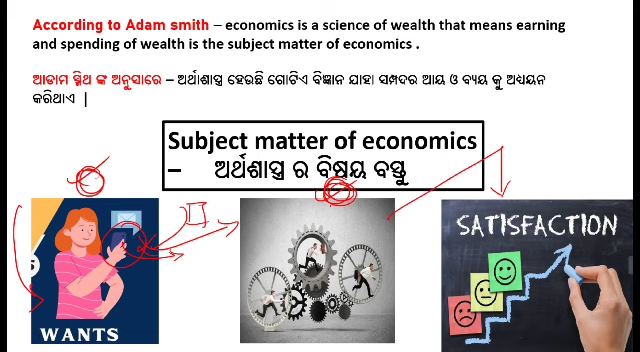 According to Adam smith – economics is a science of wealth that means earning
and spending of wealth is the subject matter of economics .
ଆଡାମ ସ୍ମିଥ ଙ୍କ ଅନୁସାରେ – ଅର୍ଥାଶାସ୍ତ୍ର ହେଉଛି ଗୋଟିଏ ବିଜ୍ଞାନ ଯାହା ସମ୍ପଦର ଆୟ ଓ ବ୍ୟୟ କୁ ଅଧ୍ୟୟନ
କରିଥାଏ |
Subject matter of economics
– ଅର୍ଥଶାସ୍ତ୍ର ର ବିଷୟ ବସ୍ତୁ
WANTS
SATISFACTION